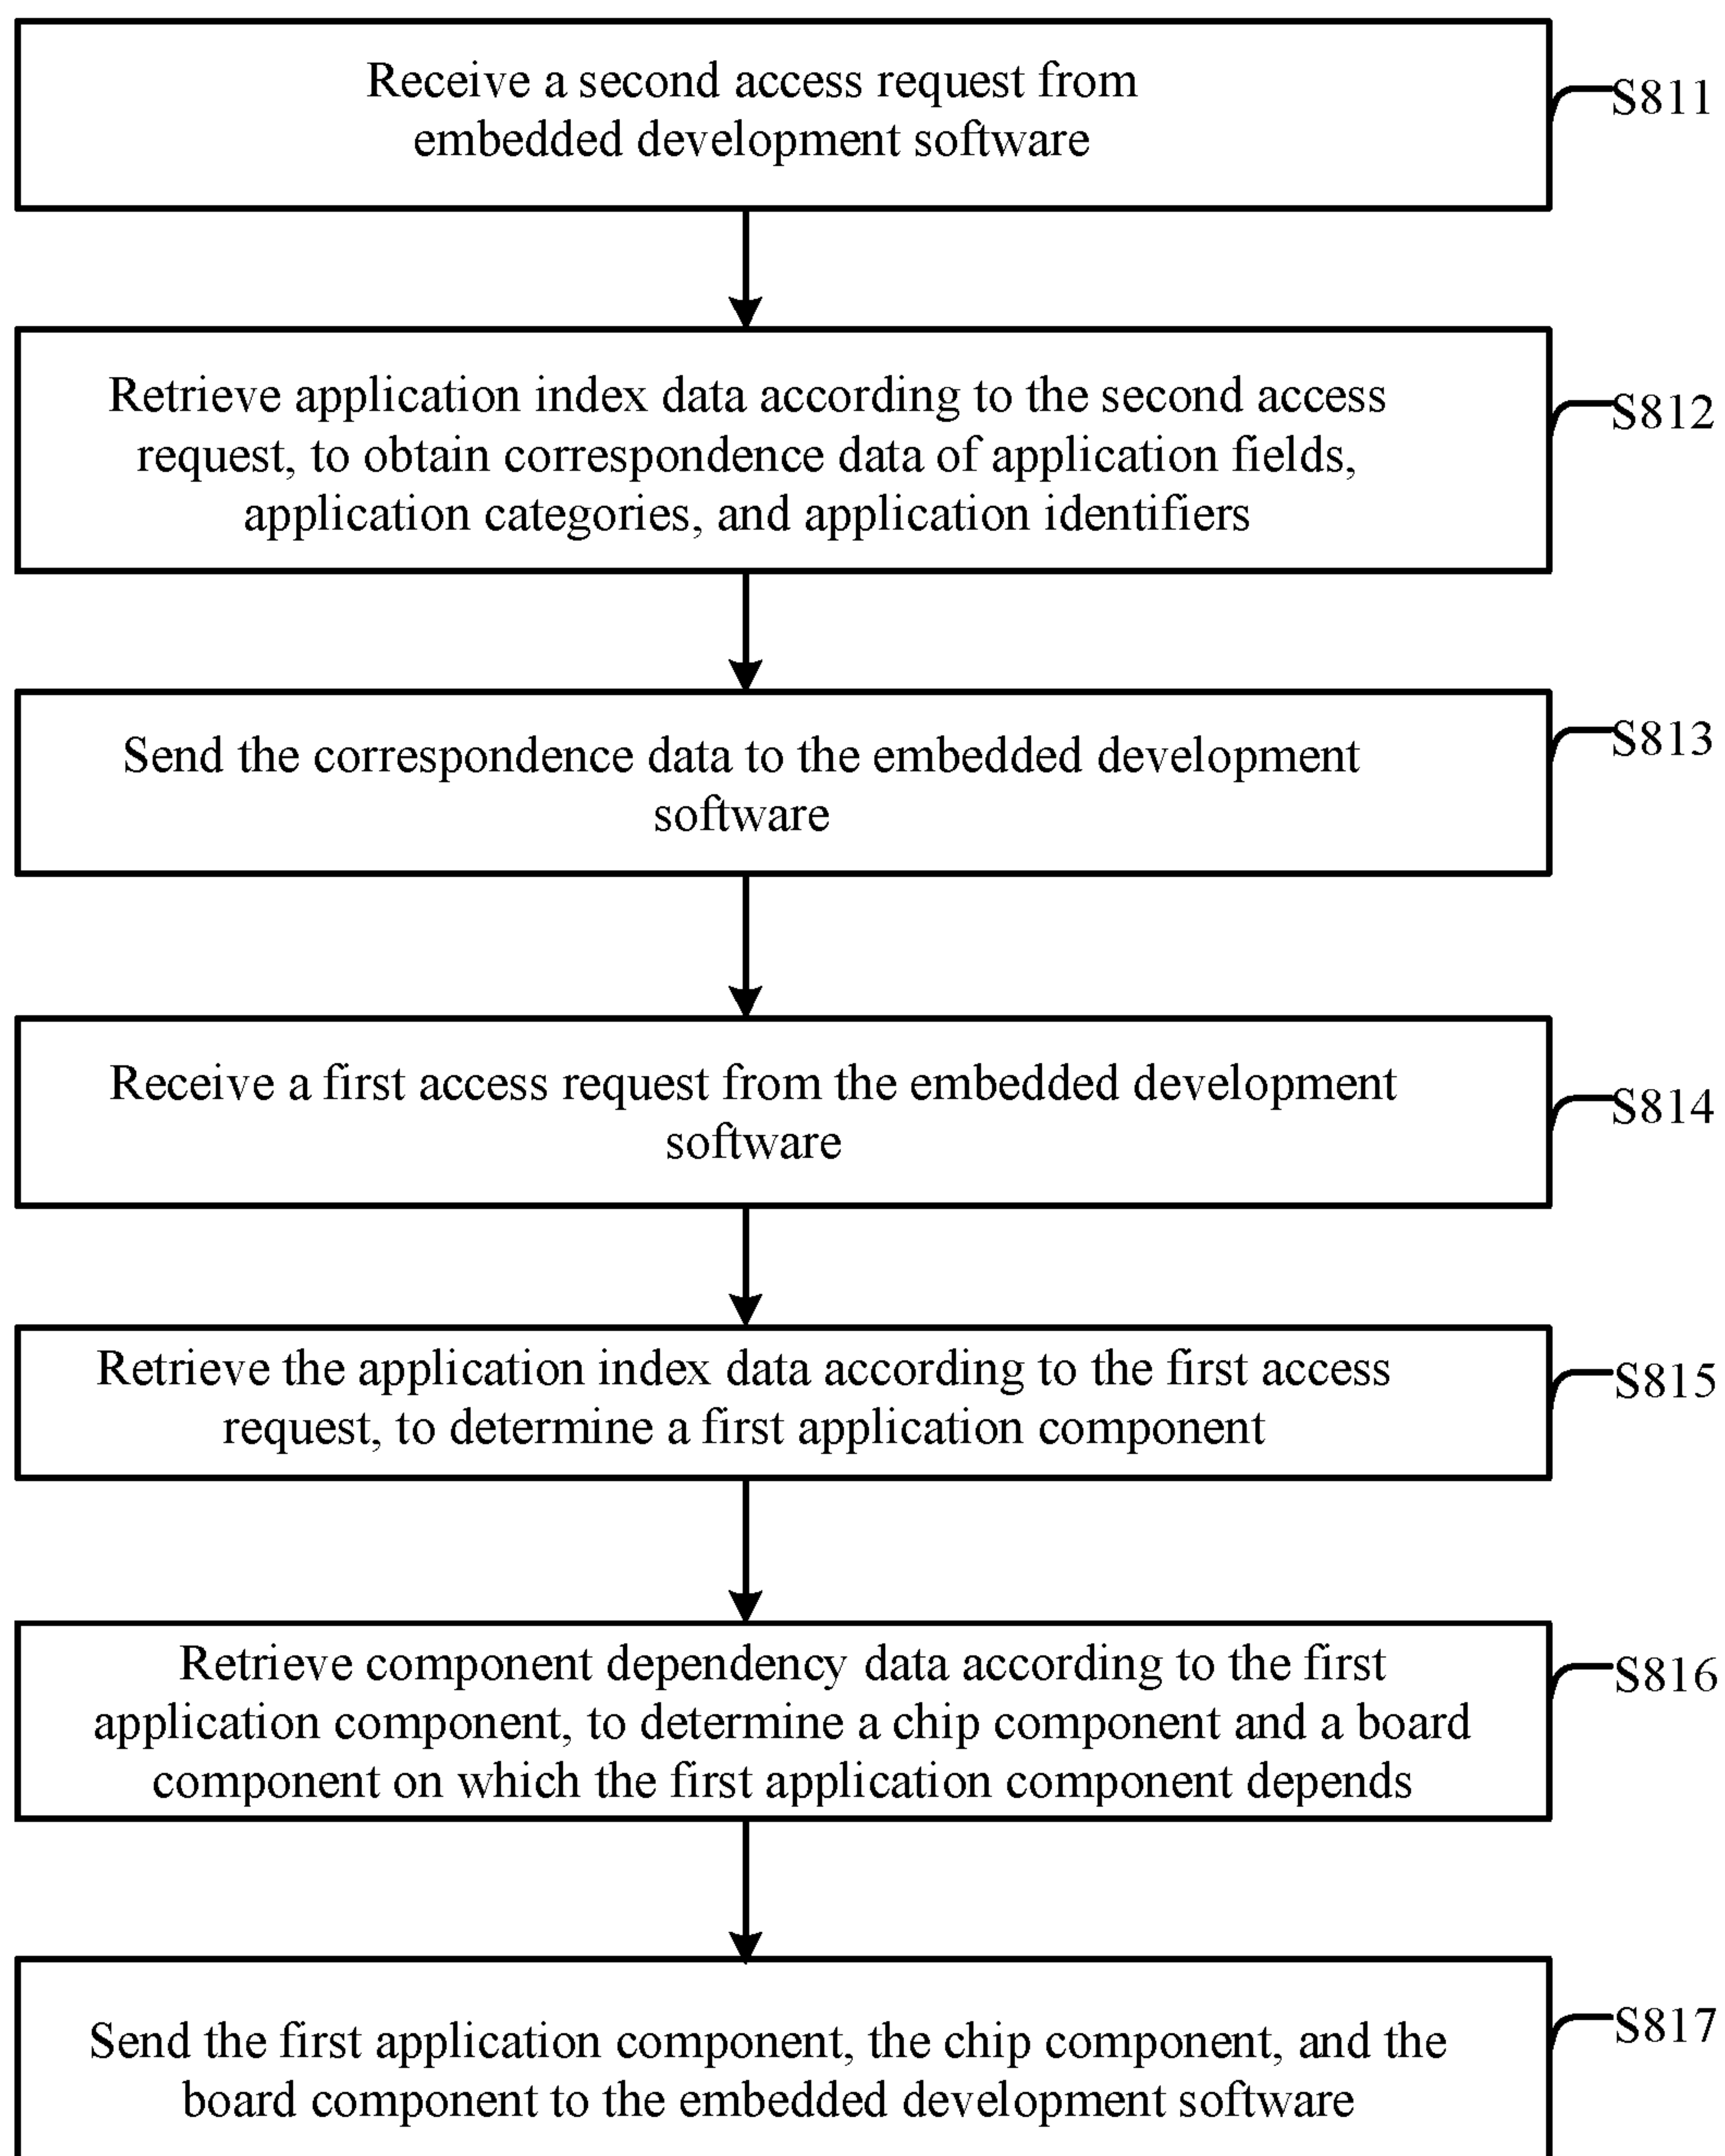 Receive a second access request from
embedded development software
S811
Retrieve application index data according to the second access
request, to obtain correspondence data of application fields,
application categories, and application identifiers
S812
Send the correspondence data to the embedded development
software
S813
Receive a first access request from the embedded development
software
S814
Retrieve the application index data according to the first access
request, to determine a first application component
S815
Retrieve component dependency data according to the first
application component, to determine a chip component and a board
component on which the first application component depends
S816
Send the first application component, the chip component, and the
board component to the embedded development software
S817